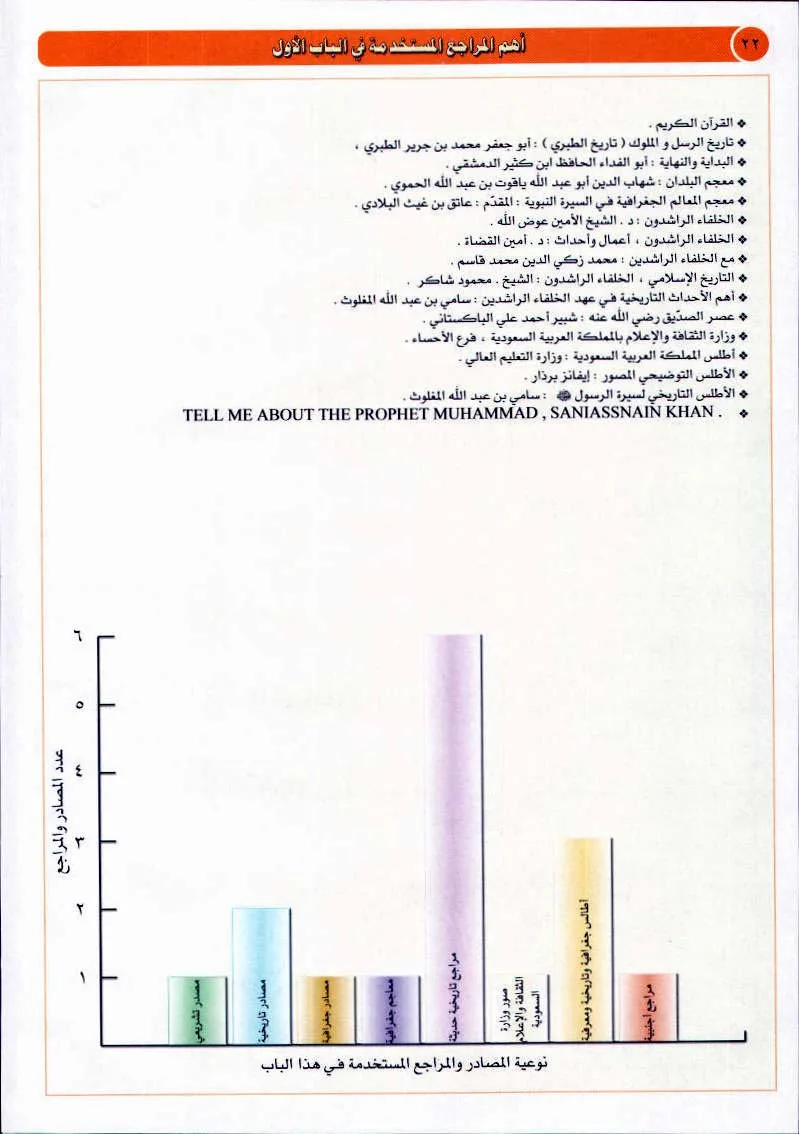 ٢٢
أهم المراجع المستخدمة في الباب الأول
❖ القرآن الكريم .
❖ تاريخ الرسل و الملوك ( تاريخ الطبري ) : أبو جعفر محمد بن جرير الطبري ،
❖ البداية والنهاية : أبو الفداء الحافظ ابن كثير الدمشقي .
❖ معجم البلدان : شهاب الدين أبو عبد الله ياقوت بن عبد الله الحموي .
❖ معجم المعالم الجغرافية في السيرة النبوية : المقدّم : عاتق بن غيث البلادي .
❖ الخلفاء الراشدون : د . الشيخ الأمين عوض الله .
❖ الخلفاء الراشدون ، أعمال وأحداث : د . أمين القضاة .
❖ مع الخلفاء الراشدين : محمد زكي الدين محمد قاسم .
❖ التاريخ الإسلامي ، الخلفاء الراشدون : الشيخ . محمود شاكر .
❖ أهم الأحداث التاريخية في عهد الخلفاء الراشدين : سامي بن عبد الله المغلوث .
❖ عصر الصدّيق رضي الله عنه : شبير أحمد علي الباكستاني .
❖ وزارة الثقافة والإعلام بالمملكة العربية السعودية ، فرع الأحساء .
❖ أطلس المملكة العربية السعودية : وزارة التعليم العالي .
❖ الأطلس التوضيحي المصور : إيفانز برذار .
❖ الأطلس التاريخي لسيرة الرسول ﷺ : سامي بن عبد الله المغلوث .
❖ TELL ME ABOUT THE PROPHET MUHAMMAD , SANIASSNAIN KHAN .
عدد المصادر والمراجع
٦
٥
٤
٣
٢
١
مصدر تشريعي
مصادر تاريخية
مصادر جغرافية
معاجم جغرافية
مراجع تاريخية حديثة
صور وزارة
الثقافة والإعلام
السعودية
أطالس جغرافية وتاريخية ومعرفية
مراجع أجنبية
نوعية المصادر والمراجع المستخدمة في هذا الباب